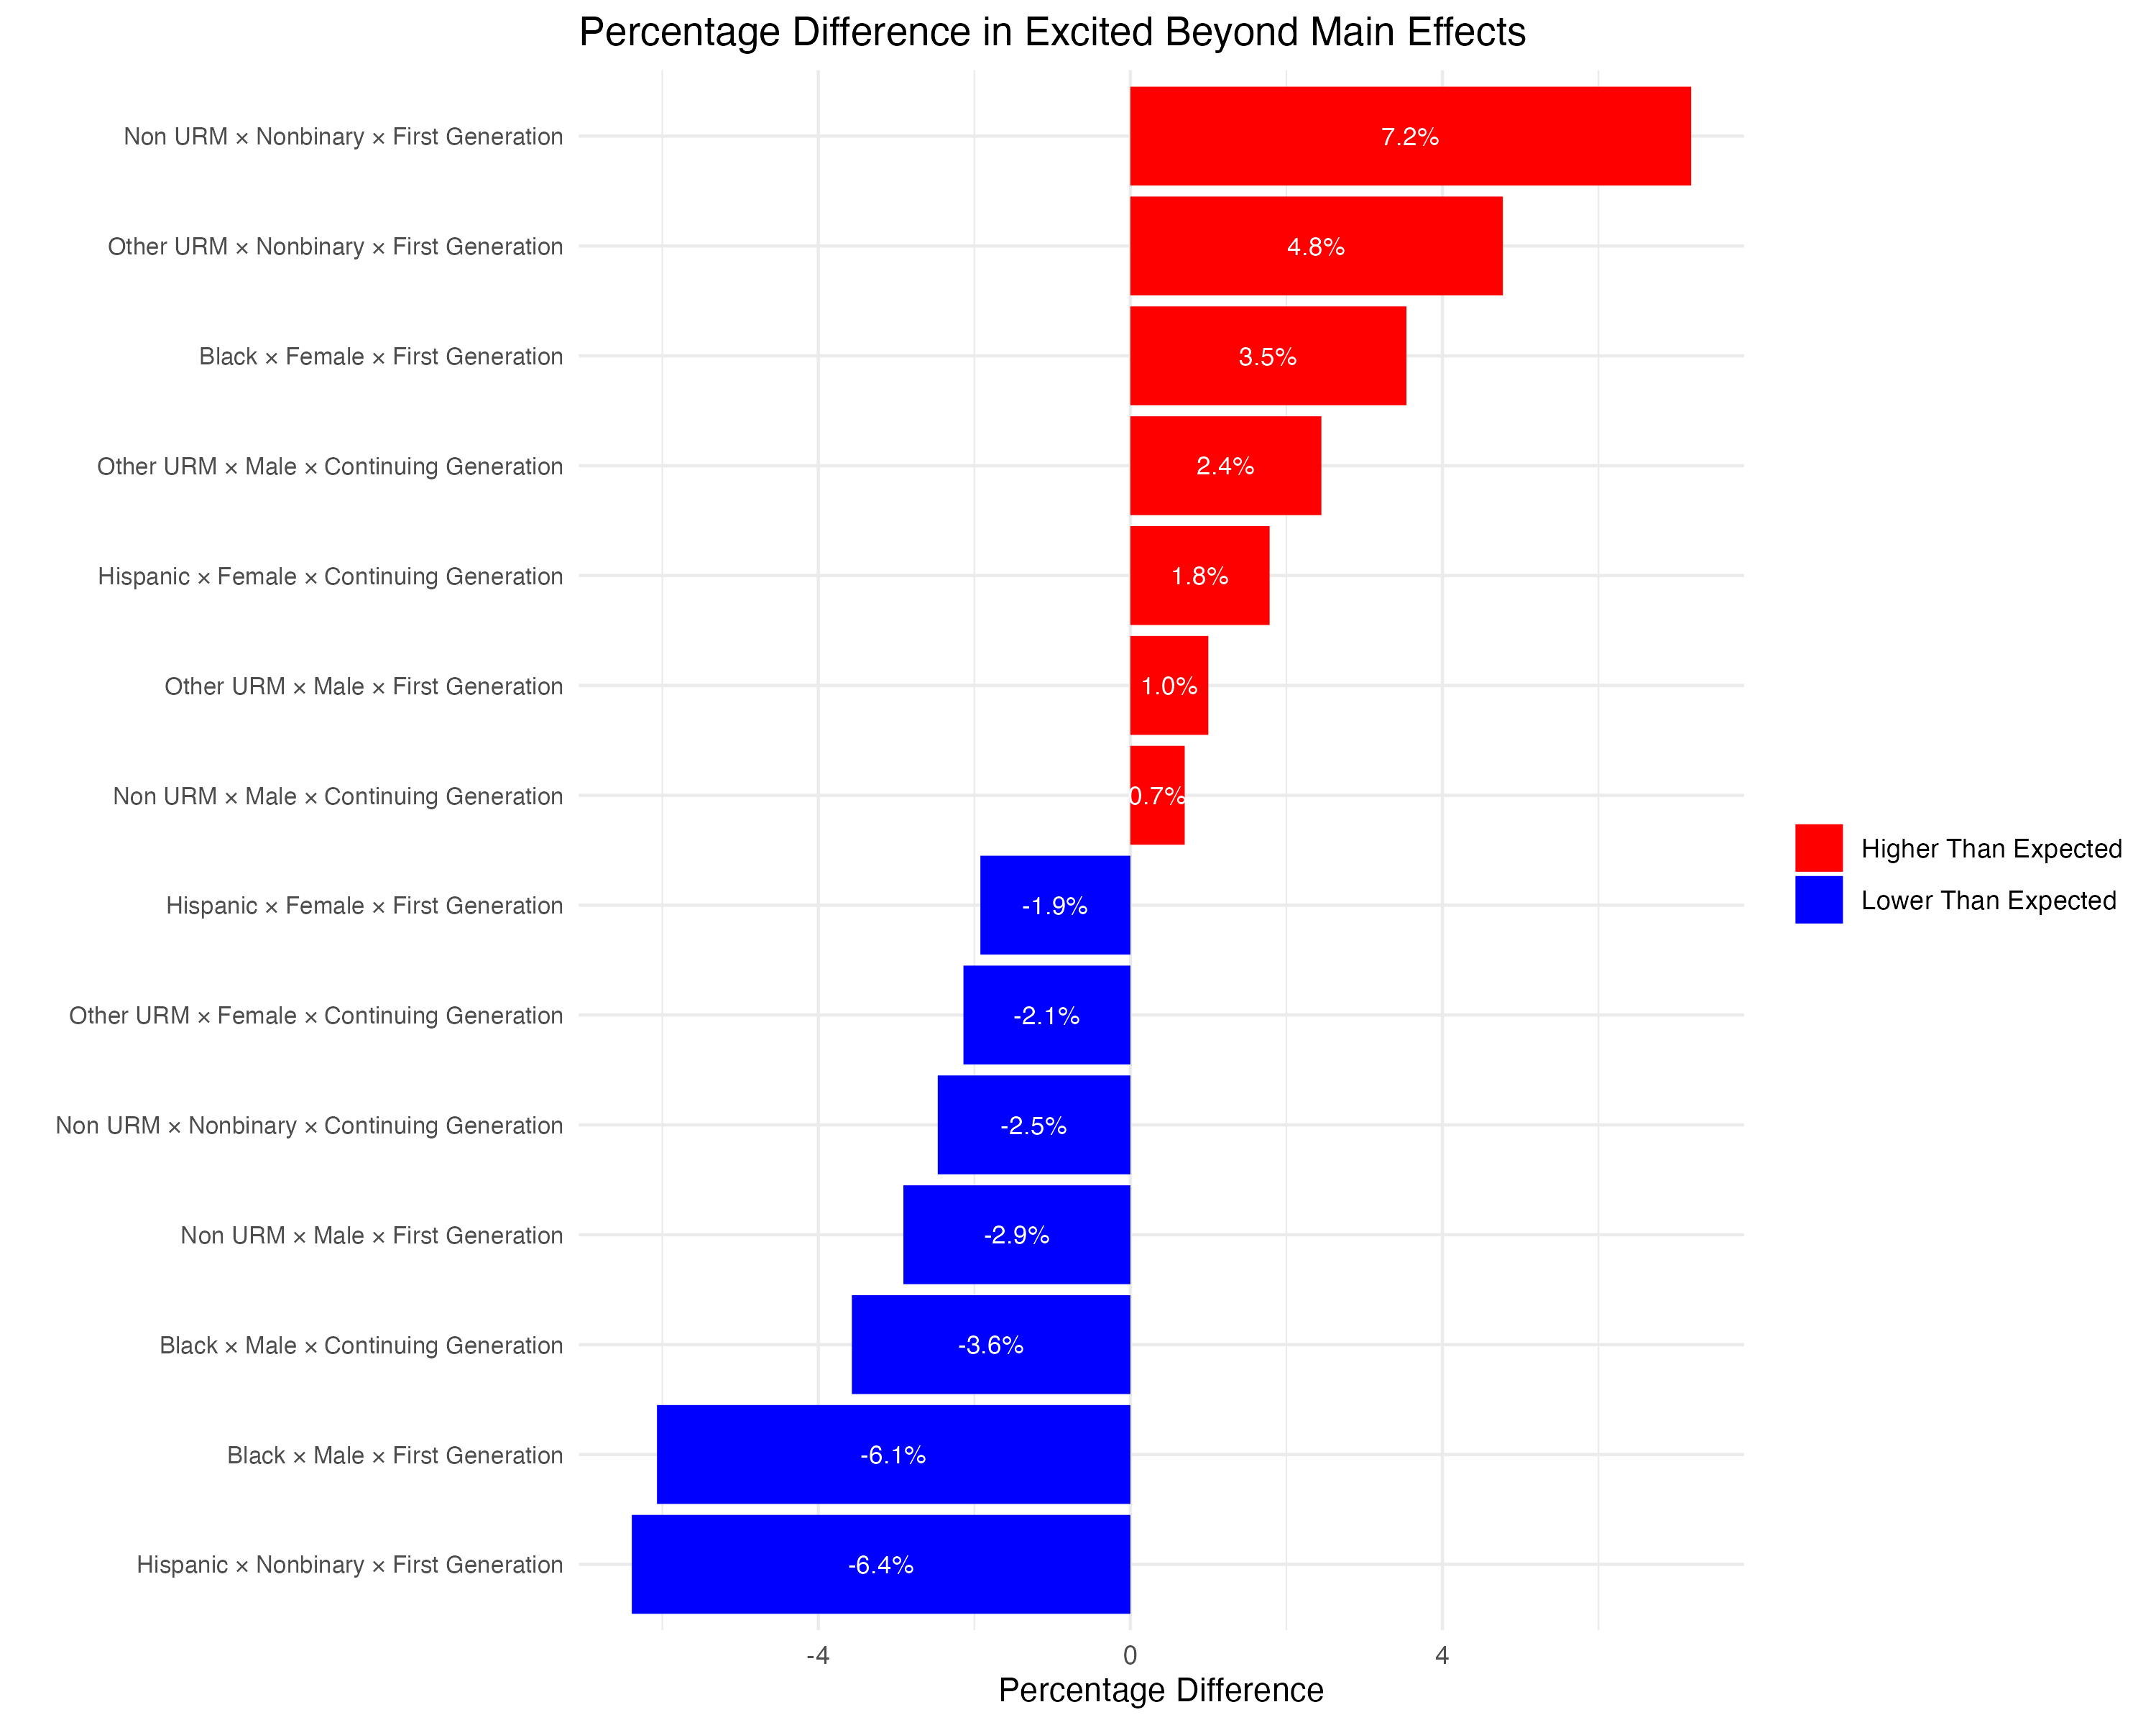 Percentage Difference in Excited Beyond Main Effects
Non URM × Nonbinary × First Generation
7.2%
Other URM × Nonbinary × First Generation
4.8%
Black × Female × First Generation
3.5%
Other URM × Male × Continuing Generation
2.4%
Hispanic × Female × Continuing Generation
1.8%
Other URM × Male × First Generation
1.0%
Non URM × Male × Continuing Generation
0.7%
Hispanic × Female × First Generation
-1.9%
Other URM × Female × Continuing Generation
-2.1%
Non URM × Nonbinary × Continuing Generation
-2.5%
Non URM × Male × First Generation
-2.9%
Black × Male × Continuing Generation
-3.6%
Black × Male × First Generation
-6.1%
Hispanic × Nonbinary × First Generation
-6.4%
-4
0
4
Percentage Difference
Higher Than Expected
Lower Than Expected